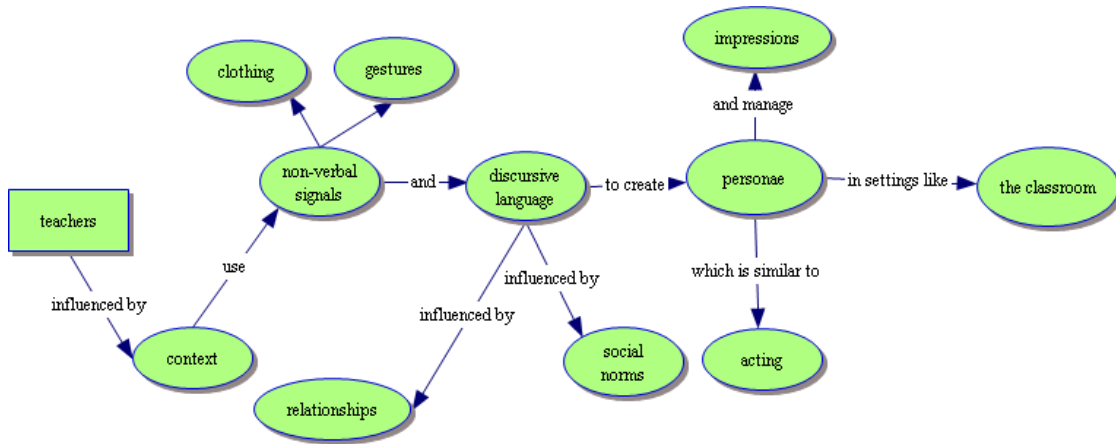 impressions
clothing
gestures
and manage
non-verbal
signals
and
discursive
language
to create
personae
in settings like
the classroom
teachers
use
which is similar to
influenced by
influenced by
influenced by
context
social
norms
acting
relationships